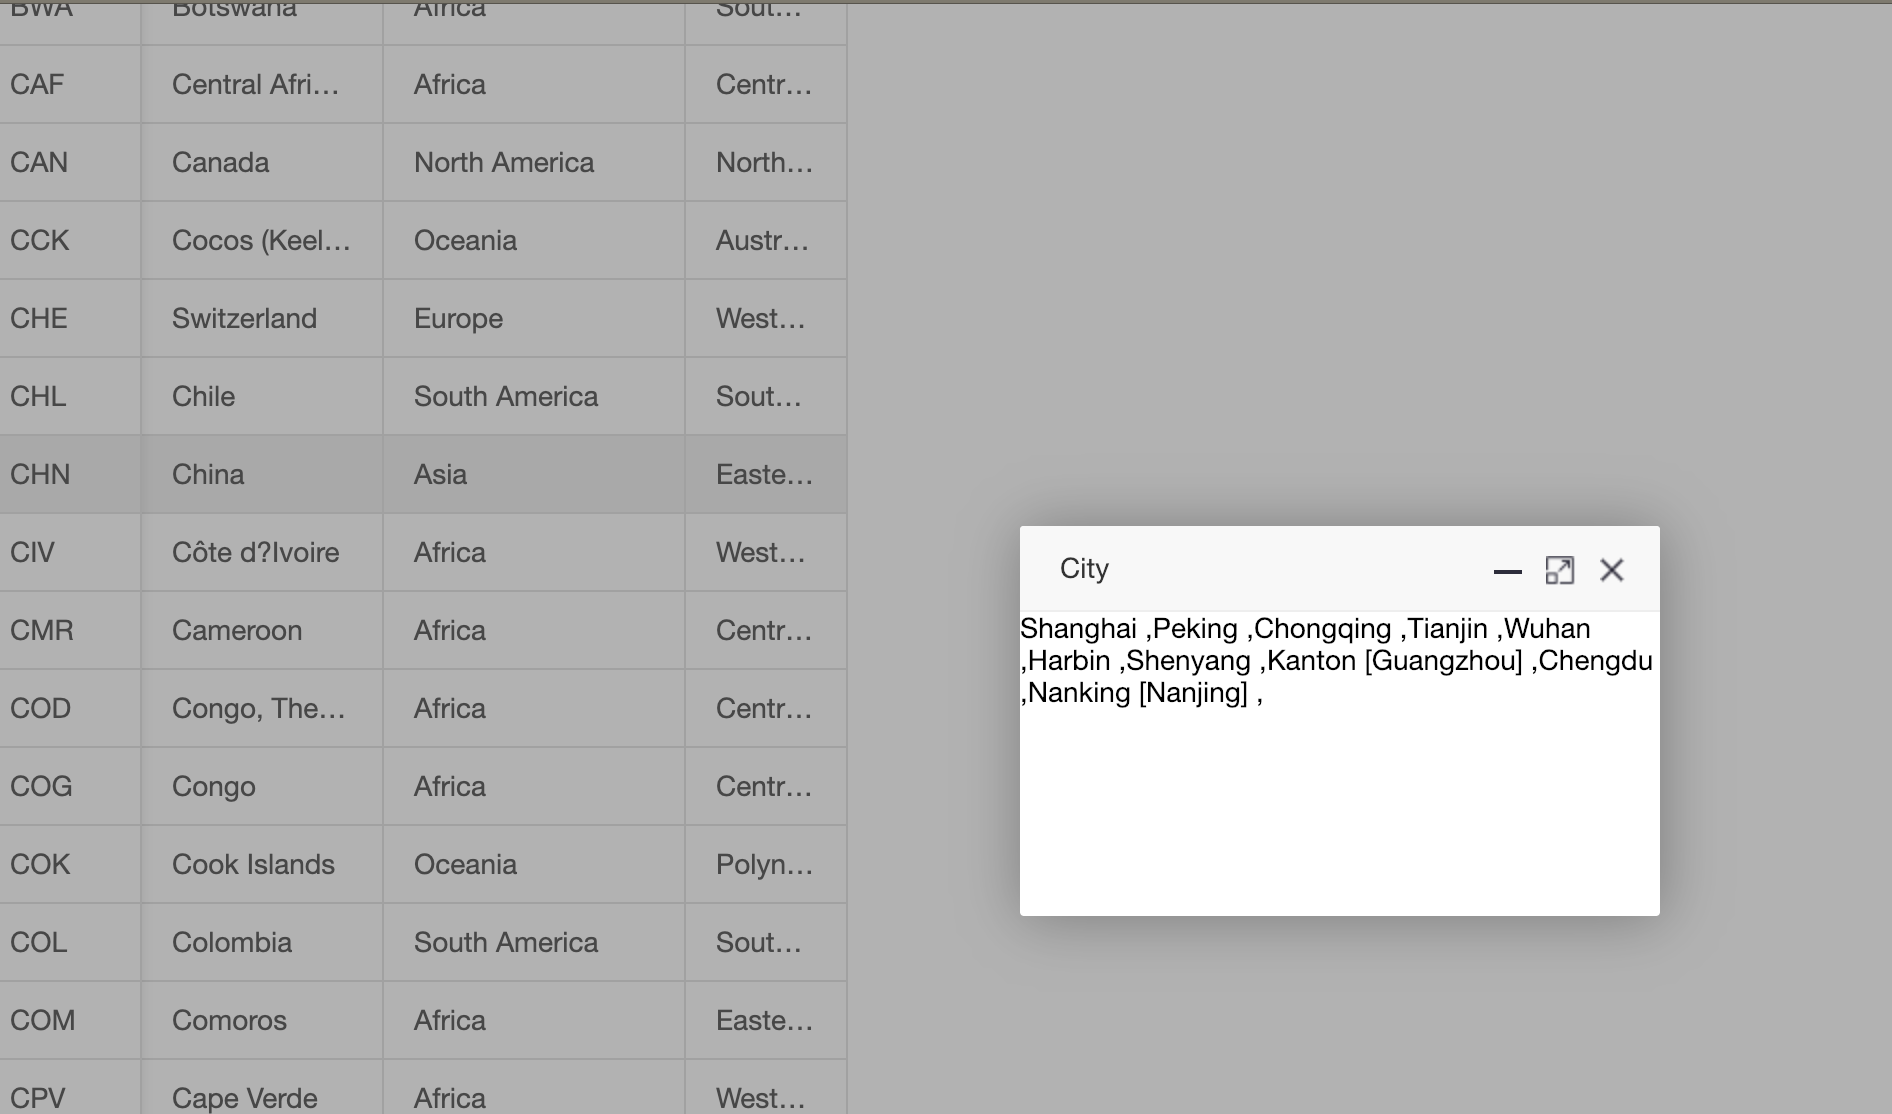 BWA Botswana Africa Sout...
CAF Central Afri... Africa Centr...
CAN Canada North America North...
CCK Cocos (Keel... Oceania Austr...
CHE Switzerland Europe West...
CHL Chile South America Sout...
CHN China Asia Easte...
CIV Côte d?Ivoire Africa West...
CMR Cameroon Africa Centr...
COD Congo, The... Africa Centr...
COG Congo Africa Centr...
COK Cook Islands Oceania Polyn...
COL Colombia South America Sout...
COM Comoros Africa Easte...
CPV Cape Verde Africa West...
City
Shanghai ,Peking ,Chongqing ,Tianjin ,Wuhan
,Harbin ,Shenyang ,Kanton [Guangzhou] ,Chengdu
,Nanking [Nanjing] ,